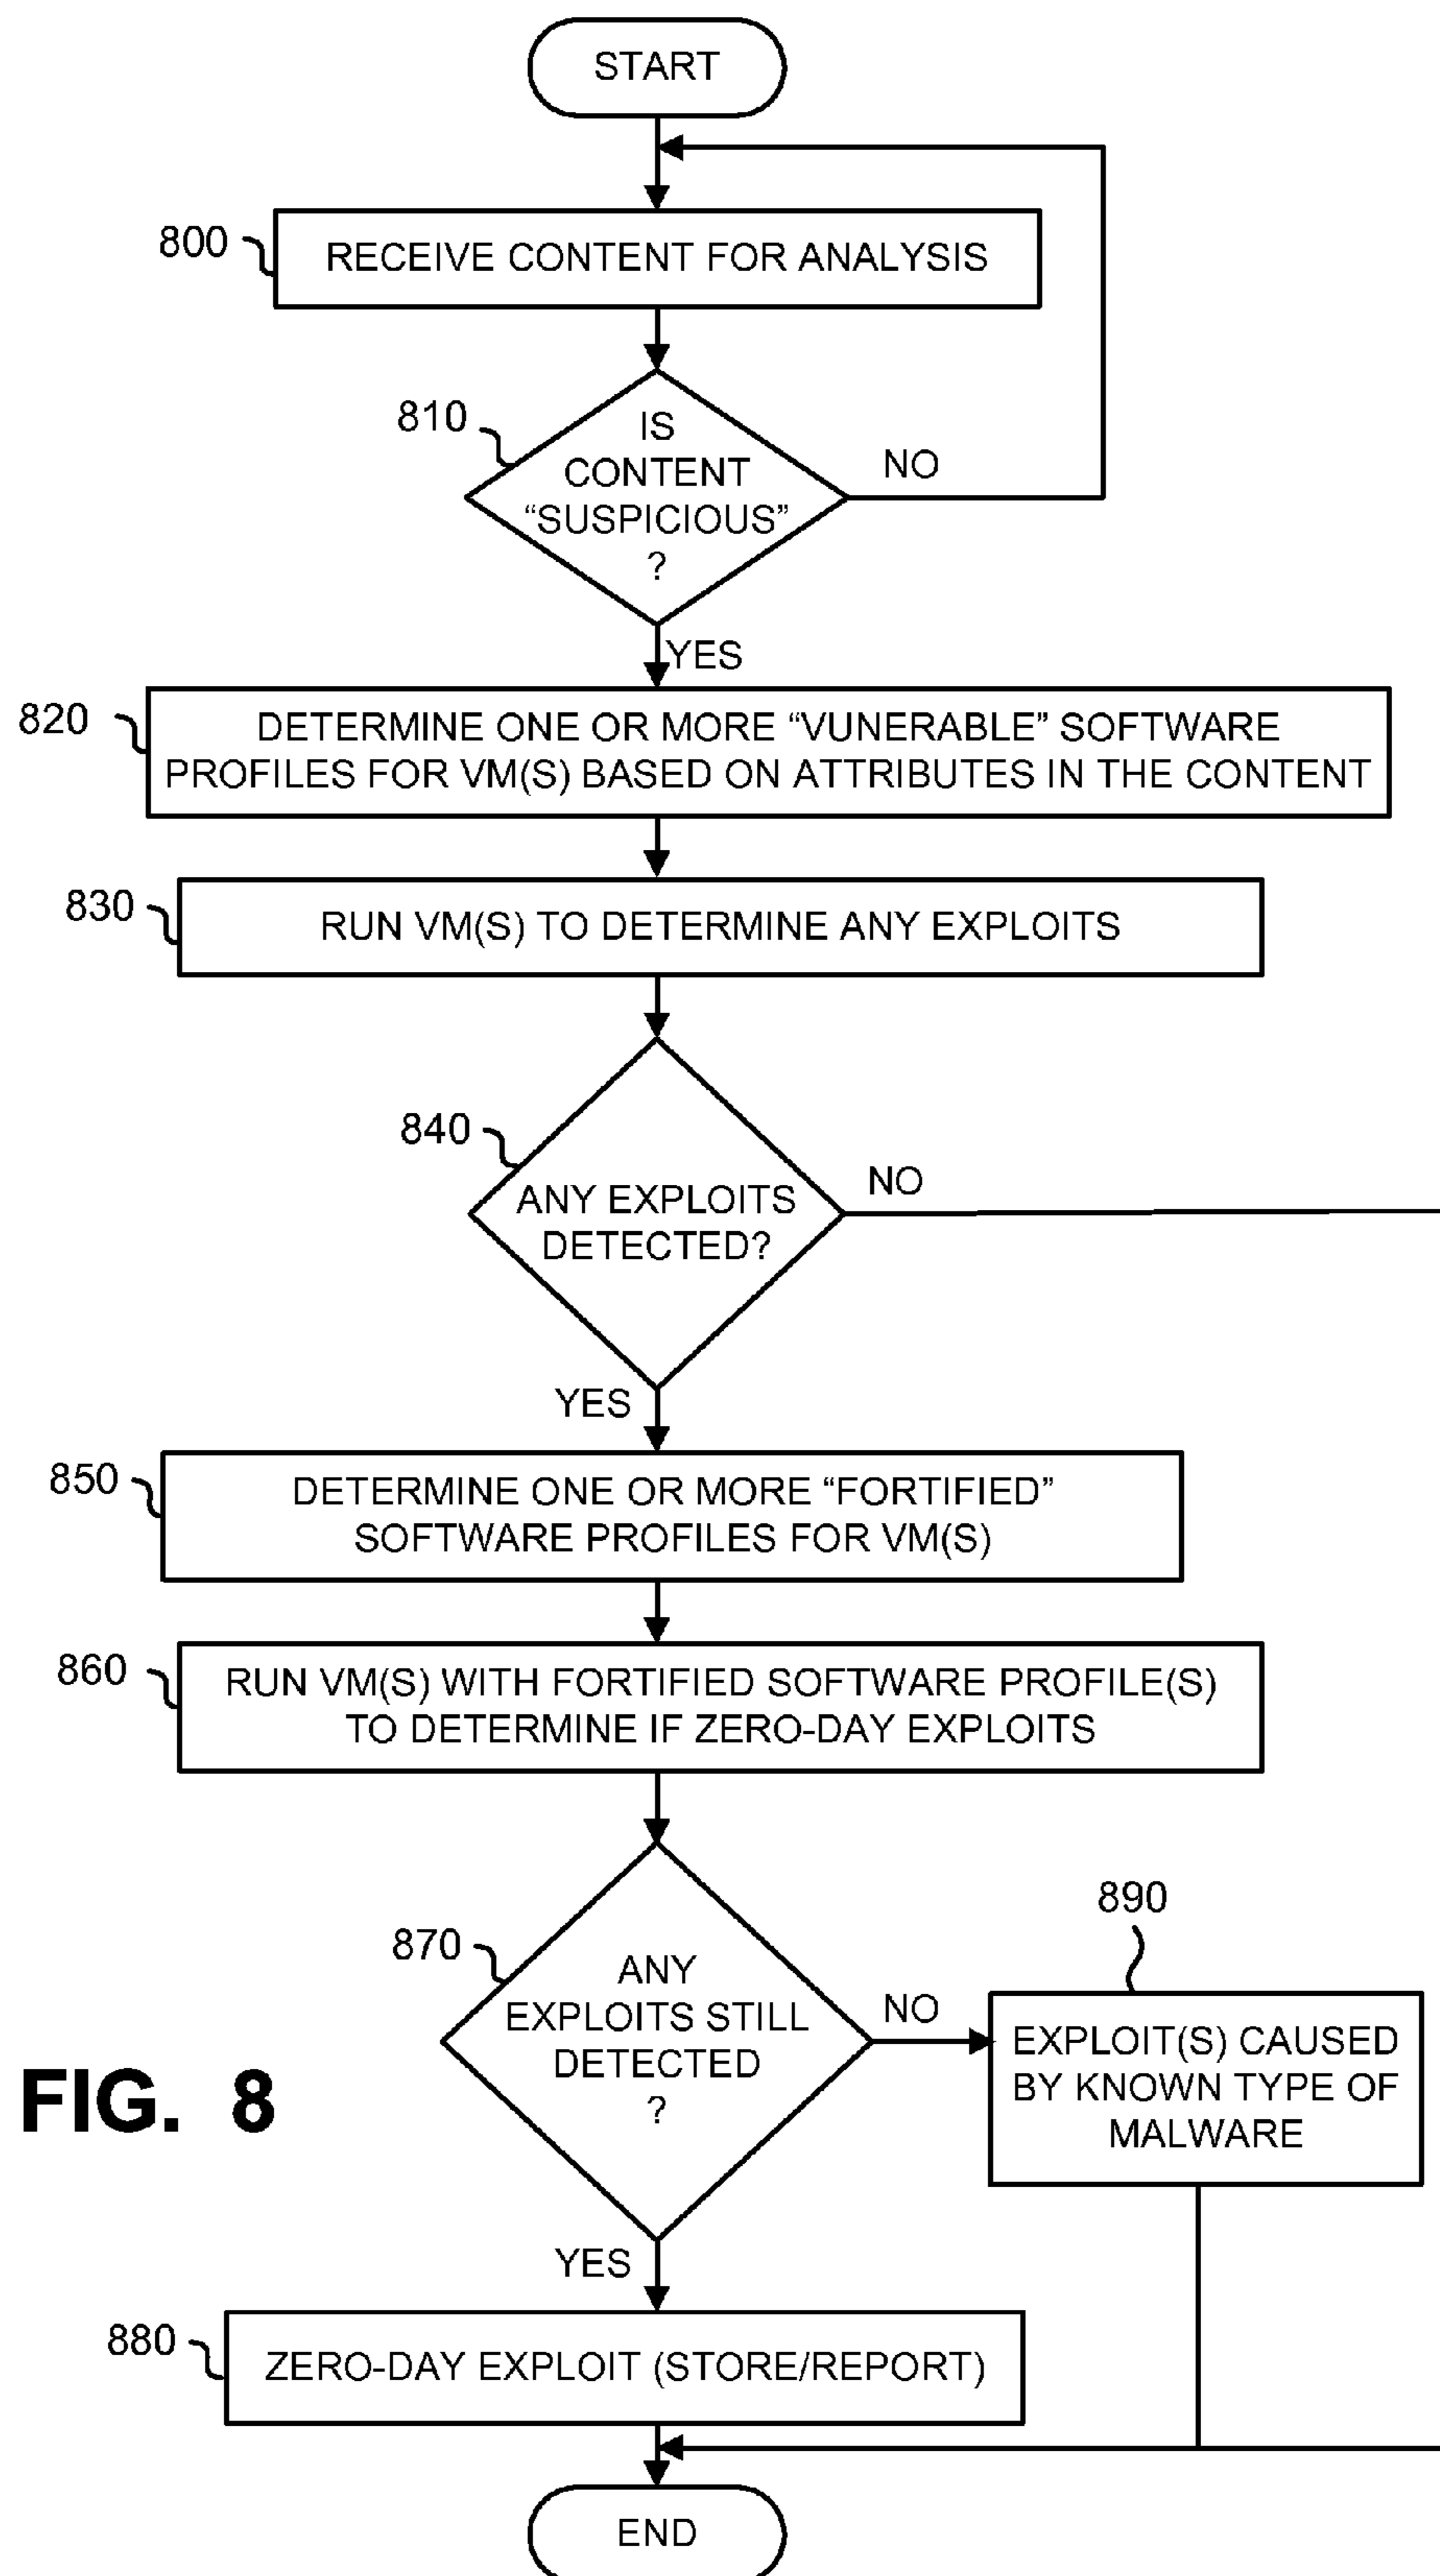 START
800
RECEIVE CONTENT FOR ANALYSIS
810
IS
CONTENT
“SUSPICIOUS”
?
NO
YES
820
DETERMINE ONE OR MORE “VUNERABLE” SOFTWARE
PROFILES FOR VM(S) BASED ON ATTRIBUTES IN THE CONTENT
830
RUN VM(S) TO DETERMINE ANY EXPLOITS
840
ANY EXPLOITS
DETECTED?
NO
YES
850
DETERMINE ONE OR MORE “FORTIFIED”
SOFTWARE PROFILES FOR VM(S)
860
RUN VM(S) WITH FORTIFIED SOFTWARE PROFILE(S)
TO DETERMINE IF ZERO-DAY EXPLOITS
870
ANY
EXPLOITS STILL
DETECTED
?
NO
890
EXPLOIT(S) CAUSED
BY KNOWN TYPE OF
MALWARE
FIG. 8
YES
880
ZERO-DAY EXPLOIT (STORE/REPORT)
END